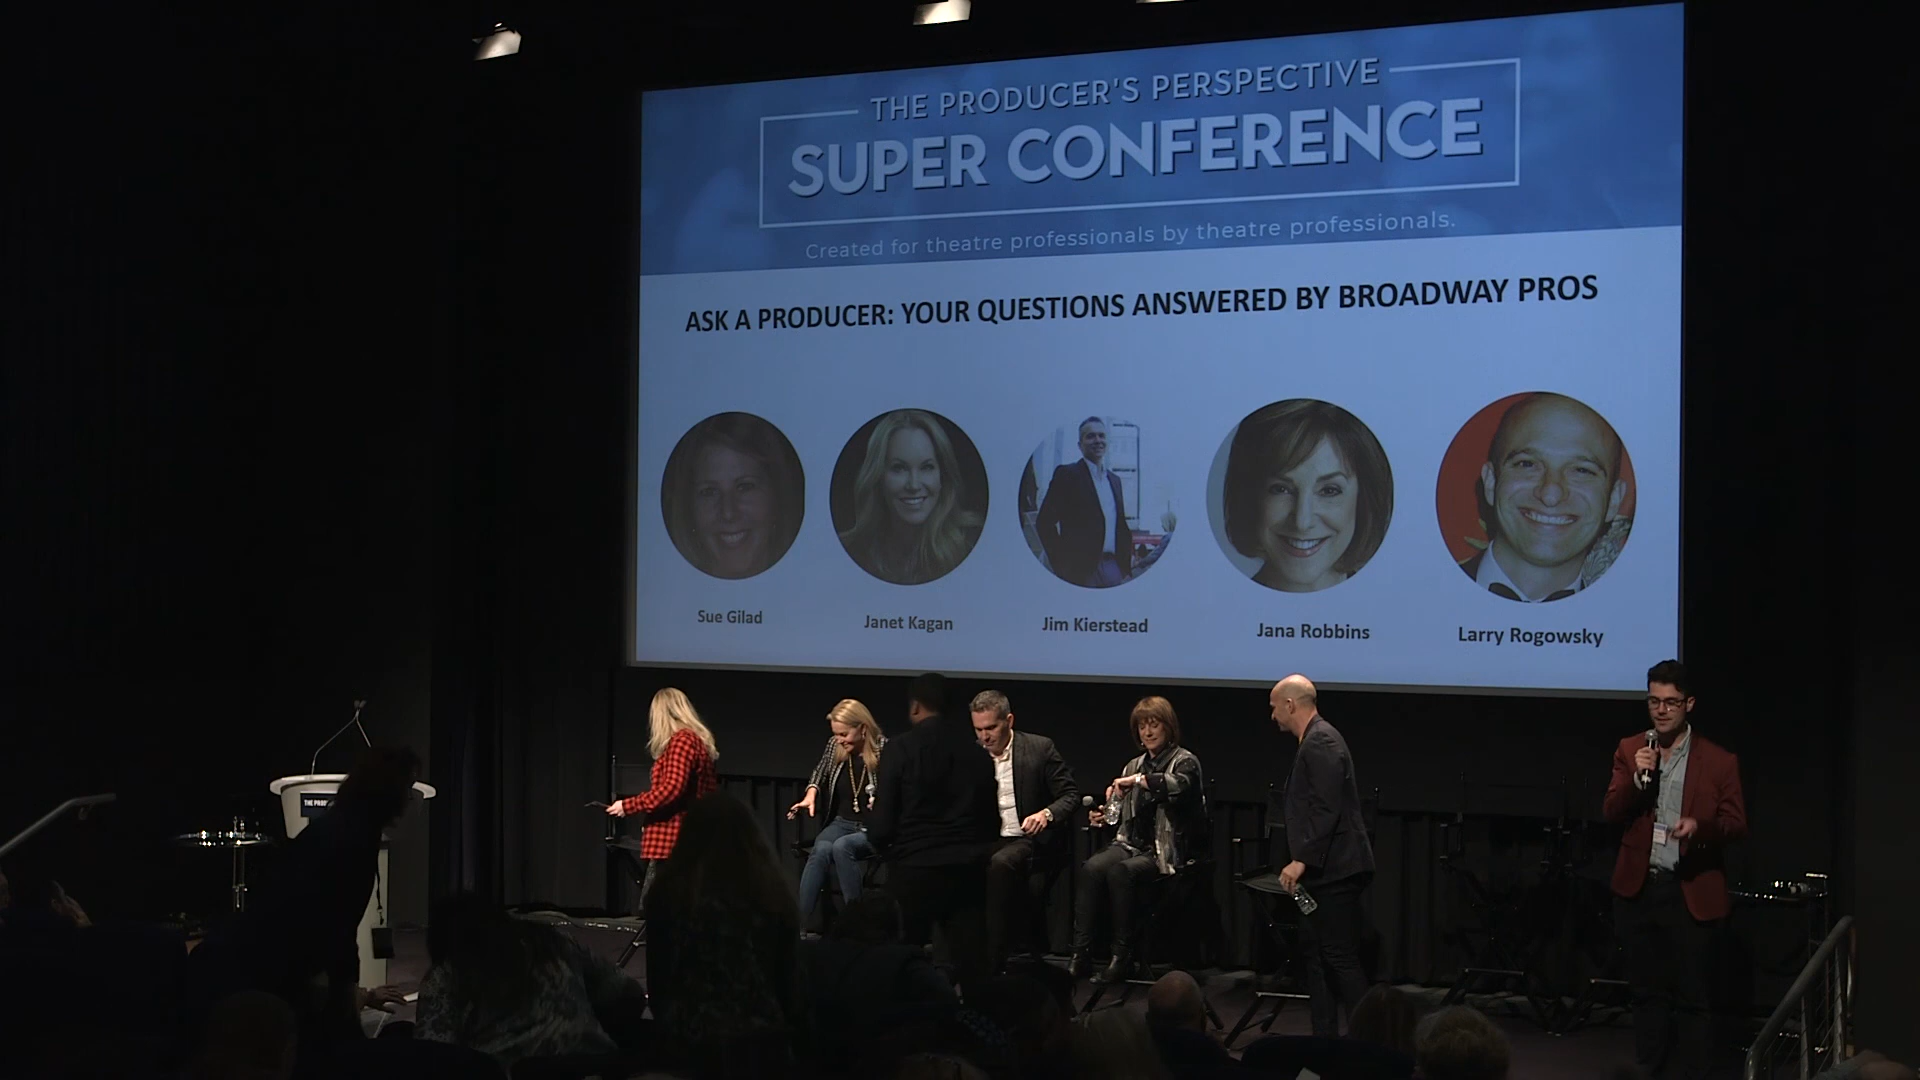 THE PRODUCER'S PERSPECTIVE
SUPER CONFERENCE
Created for theatre professionals by theatre professionals.
ASK A PRODUCER: YOUR QUESTIONS ANSWERED BY BROADWAY PROS
Sue Gilad
Janet Kagan
Jim Kierstead
Jana Robbins
Larry Rogowsky
THE